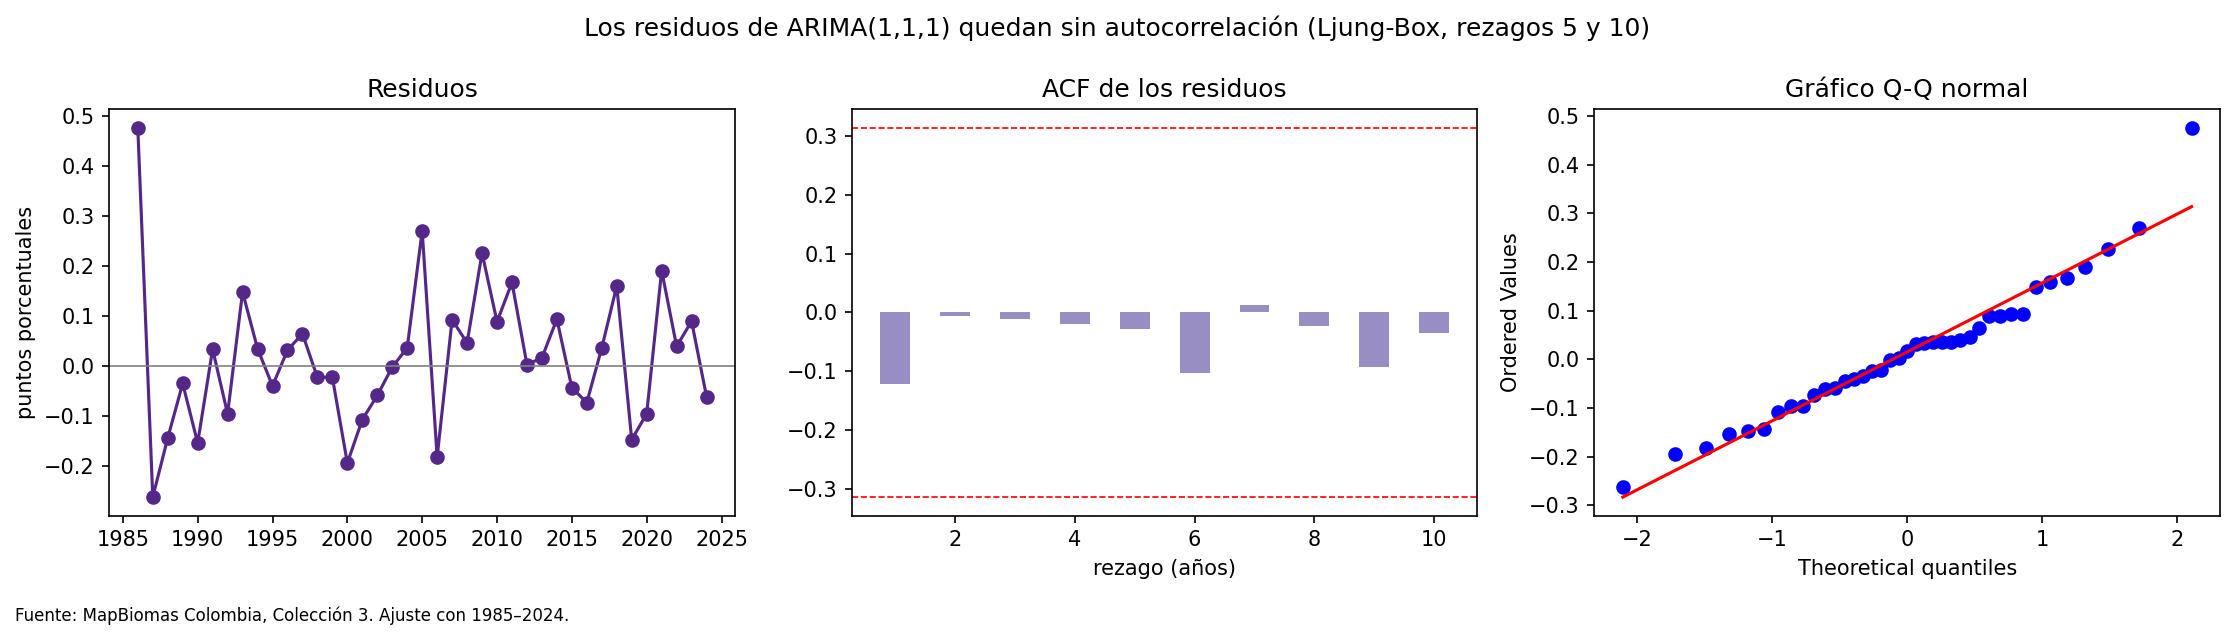 Los residuos de ARIMA(1,1,1) quedan sin autocorrelación (Ljung-Box, rezagos 5 y 10)
Residuos
puntos porcentuales
0.5
0.4
0.3
0.2
0.1
0.0
−0.1
−0.2
1985 1990 1995 2000 2005 2010 2015 2020 2025
ACF de los residuos
0.3
0.2
0.1
0.0
−0.1
−0.2
−0.3
2 4 6 8 10
rezago (años)
Gráfico Q-Q normal
Ordered Values
0.5
0.4
0.3
0.2
0.1
0.0
−0.1
−0.2
−0.3
−2 −1 0 1 2
Theoretical quantiles
Fuente: MapBiomas Colombia, Colección 3. Ajuste con 1985–2024.